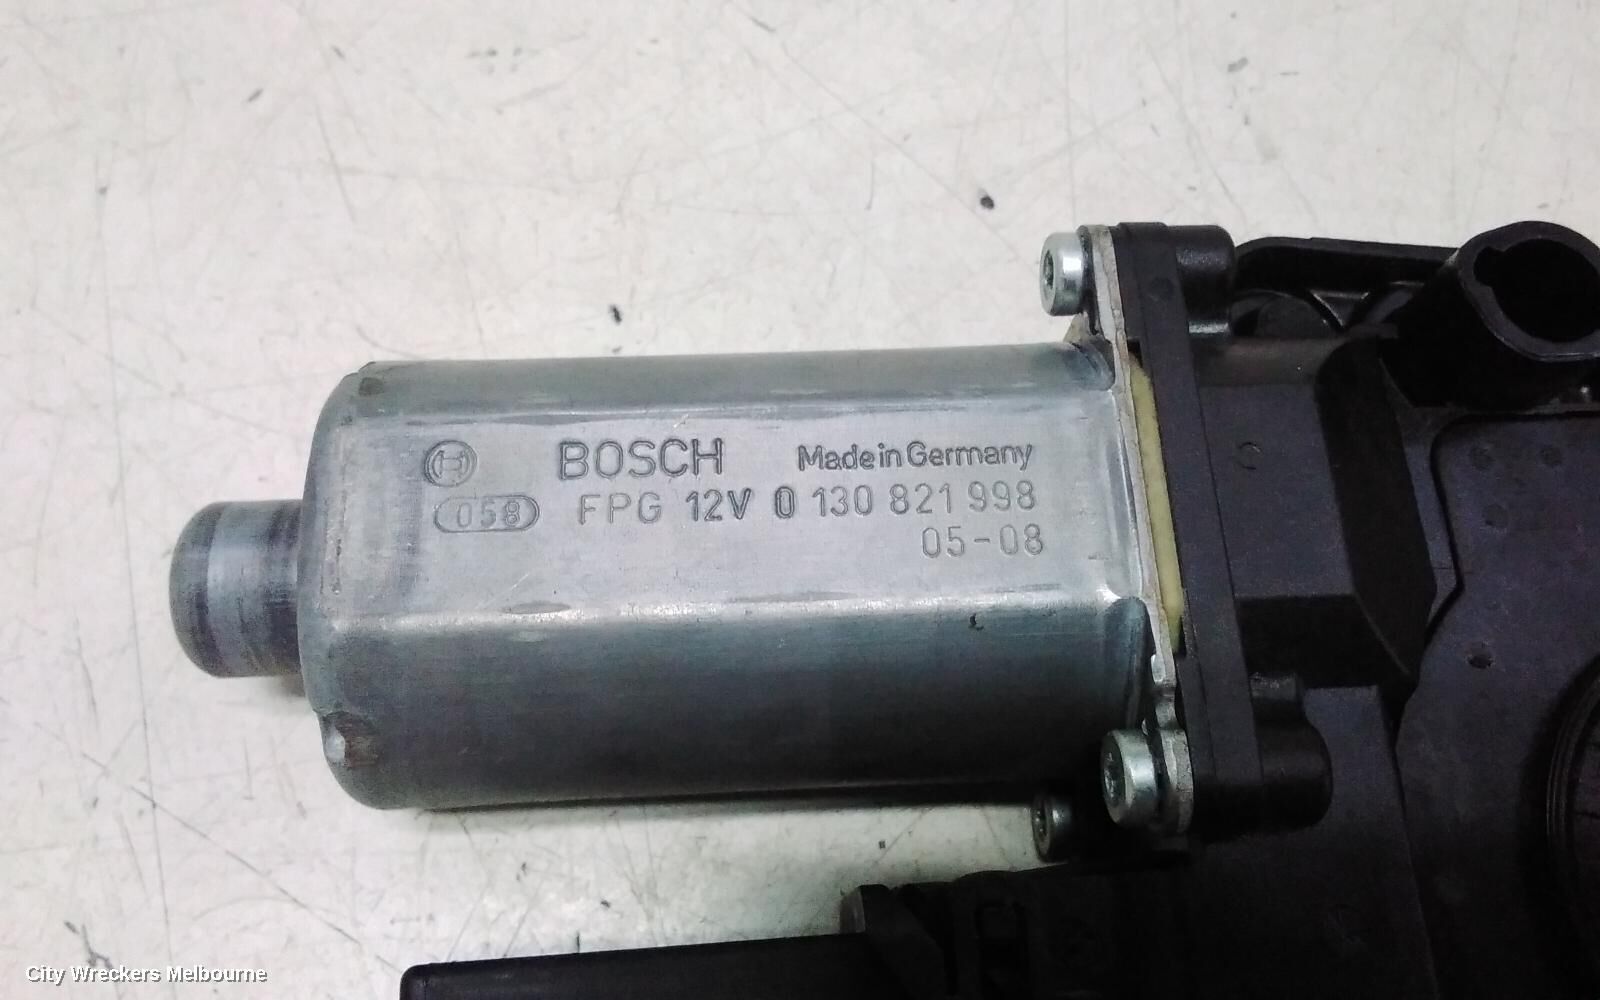 BOSCH Made in Germany
058 FPG 12V 0 130 821 998
05-08
City Wreckers Melbourne